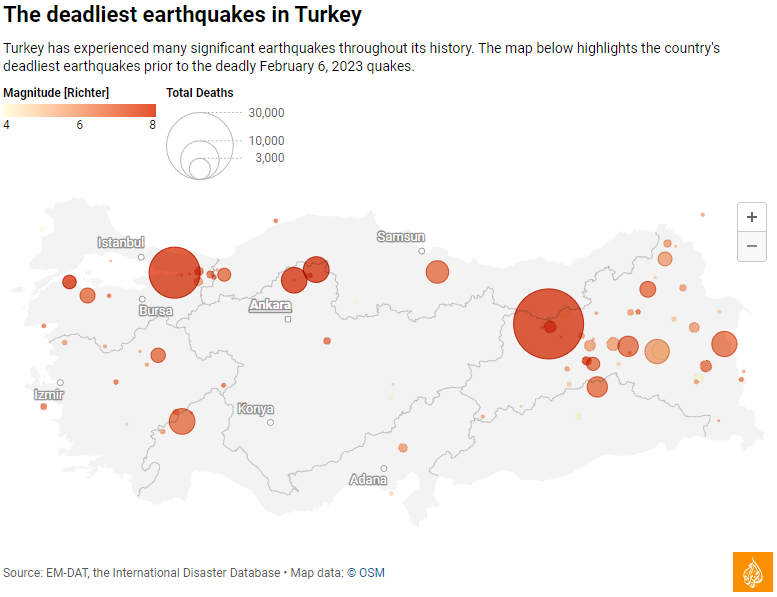 The deadliest earthquakes in Turkey
Turkey has experienced many significant earthquakes throughout its history. The map below highlights the country's
deadliest earthquakes prior to the deadly February 6, 2023 quakes.
Magnitude [Richter]
4 6 8
Total Deaths
30,000
10,000
3,000
+
−
Istanbul
Samsun
Bursa
Ankara
Izmir
Konya
Adana
Source: EM-DAT, the International Disaster Database • Map data: © OSM